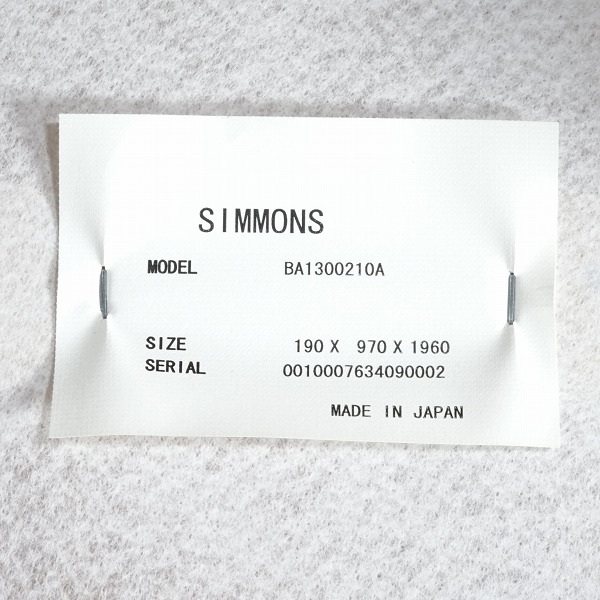 SIMMONS
MODEL BA1300210A
SIZE 190 X 970 X 1960
SERIAL 0010007634090002
MADE IN JAPAN